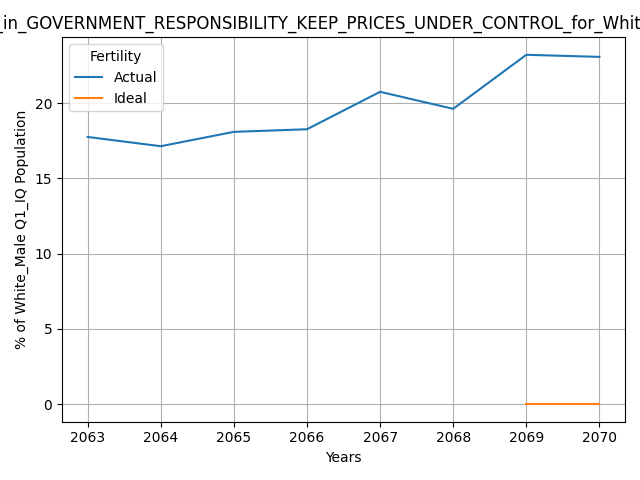 _in_GOVERNMENT_RESPONSIBILITY_KEEP_PRICES_UNDER_CONTROL_for_Whit
Fertility
Actual
Ideal
% of White_Male Q1_IQ Population
20
15
10
5
0
2063 2064 2065 2066 2067 2068 2069 2070
Years